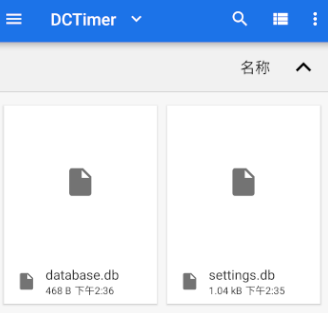 DCTimer
名称
database.db
468 B 下午2:36
settings.db
1.04 kB 下午2:35